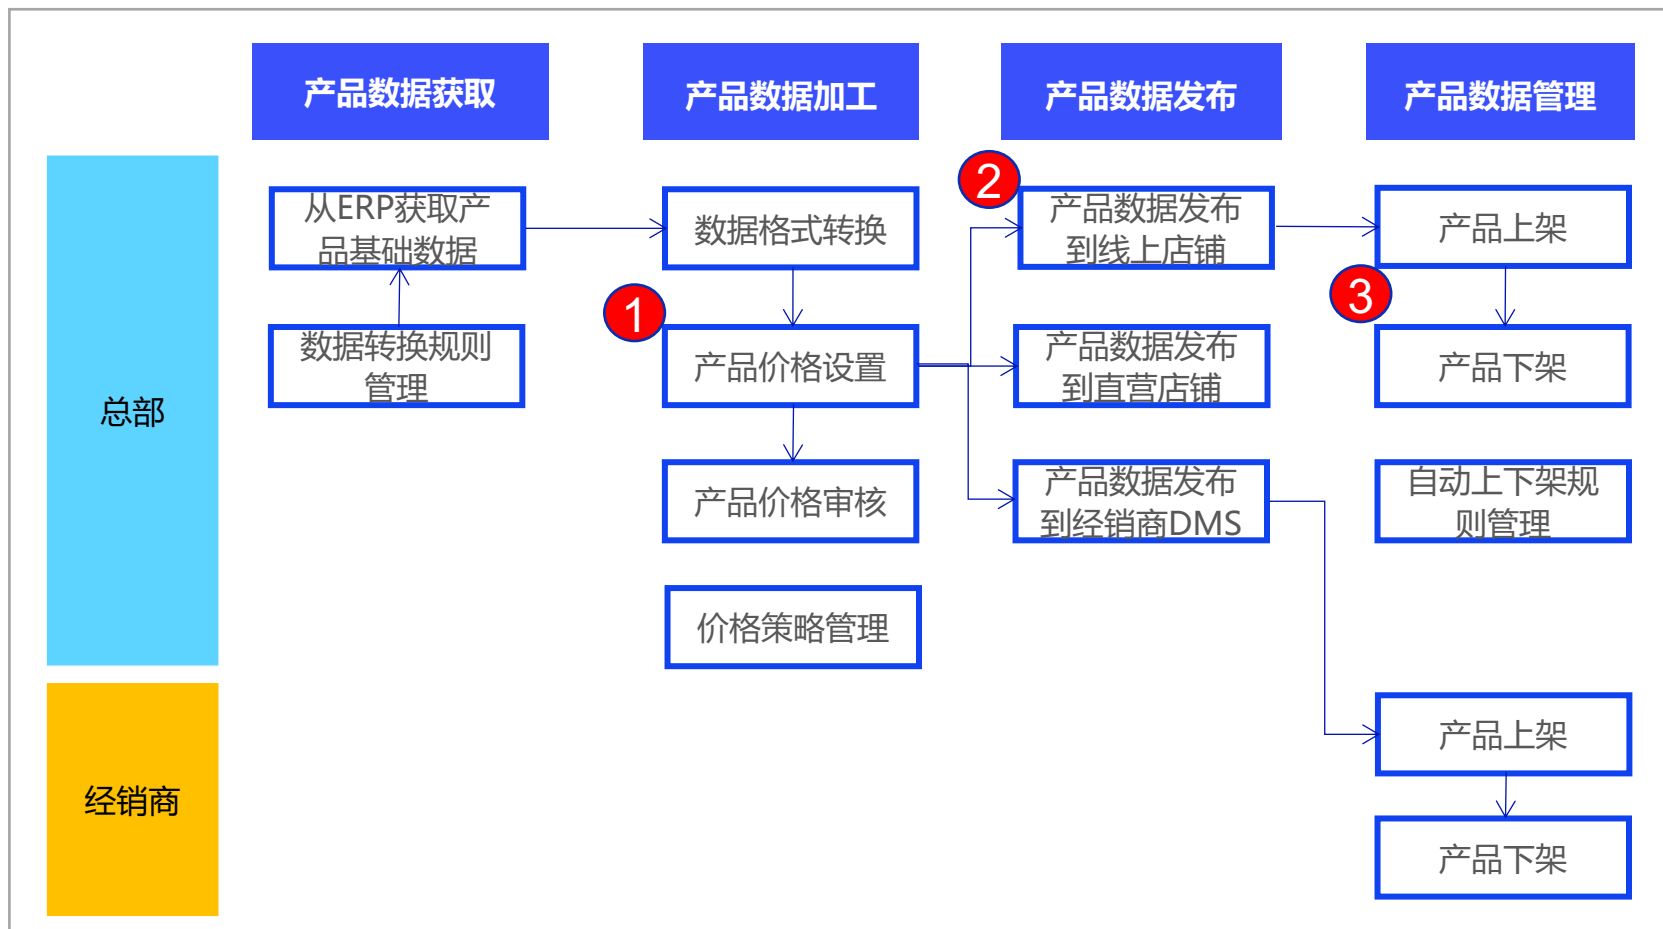 产品数据获取
产品数据加工
产品数据发布
产品数据管理
总部
从ERP获取产
品基础数据
数据格式转换
2
产品数据发布
到线上店铺
产品上架
数据转换规则
管理
1
产品价格设置
产品数据发布
到直营店铺
3
产品下架
产品价格审核
产品数据发布
到经销商DMS
自动上下架规
则管理
价格策略管理
经销商
产品上架
产品下架